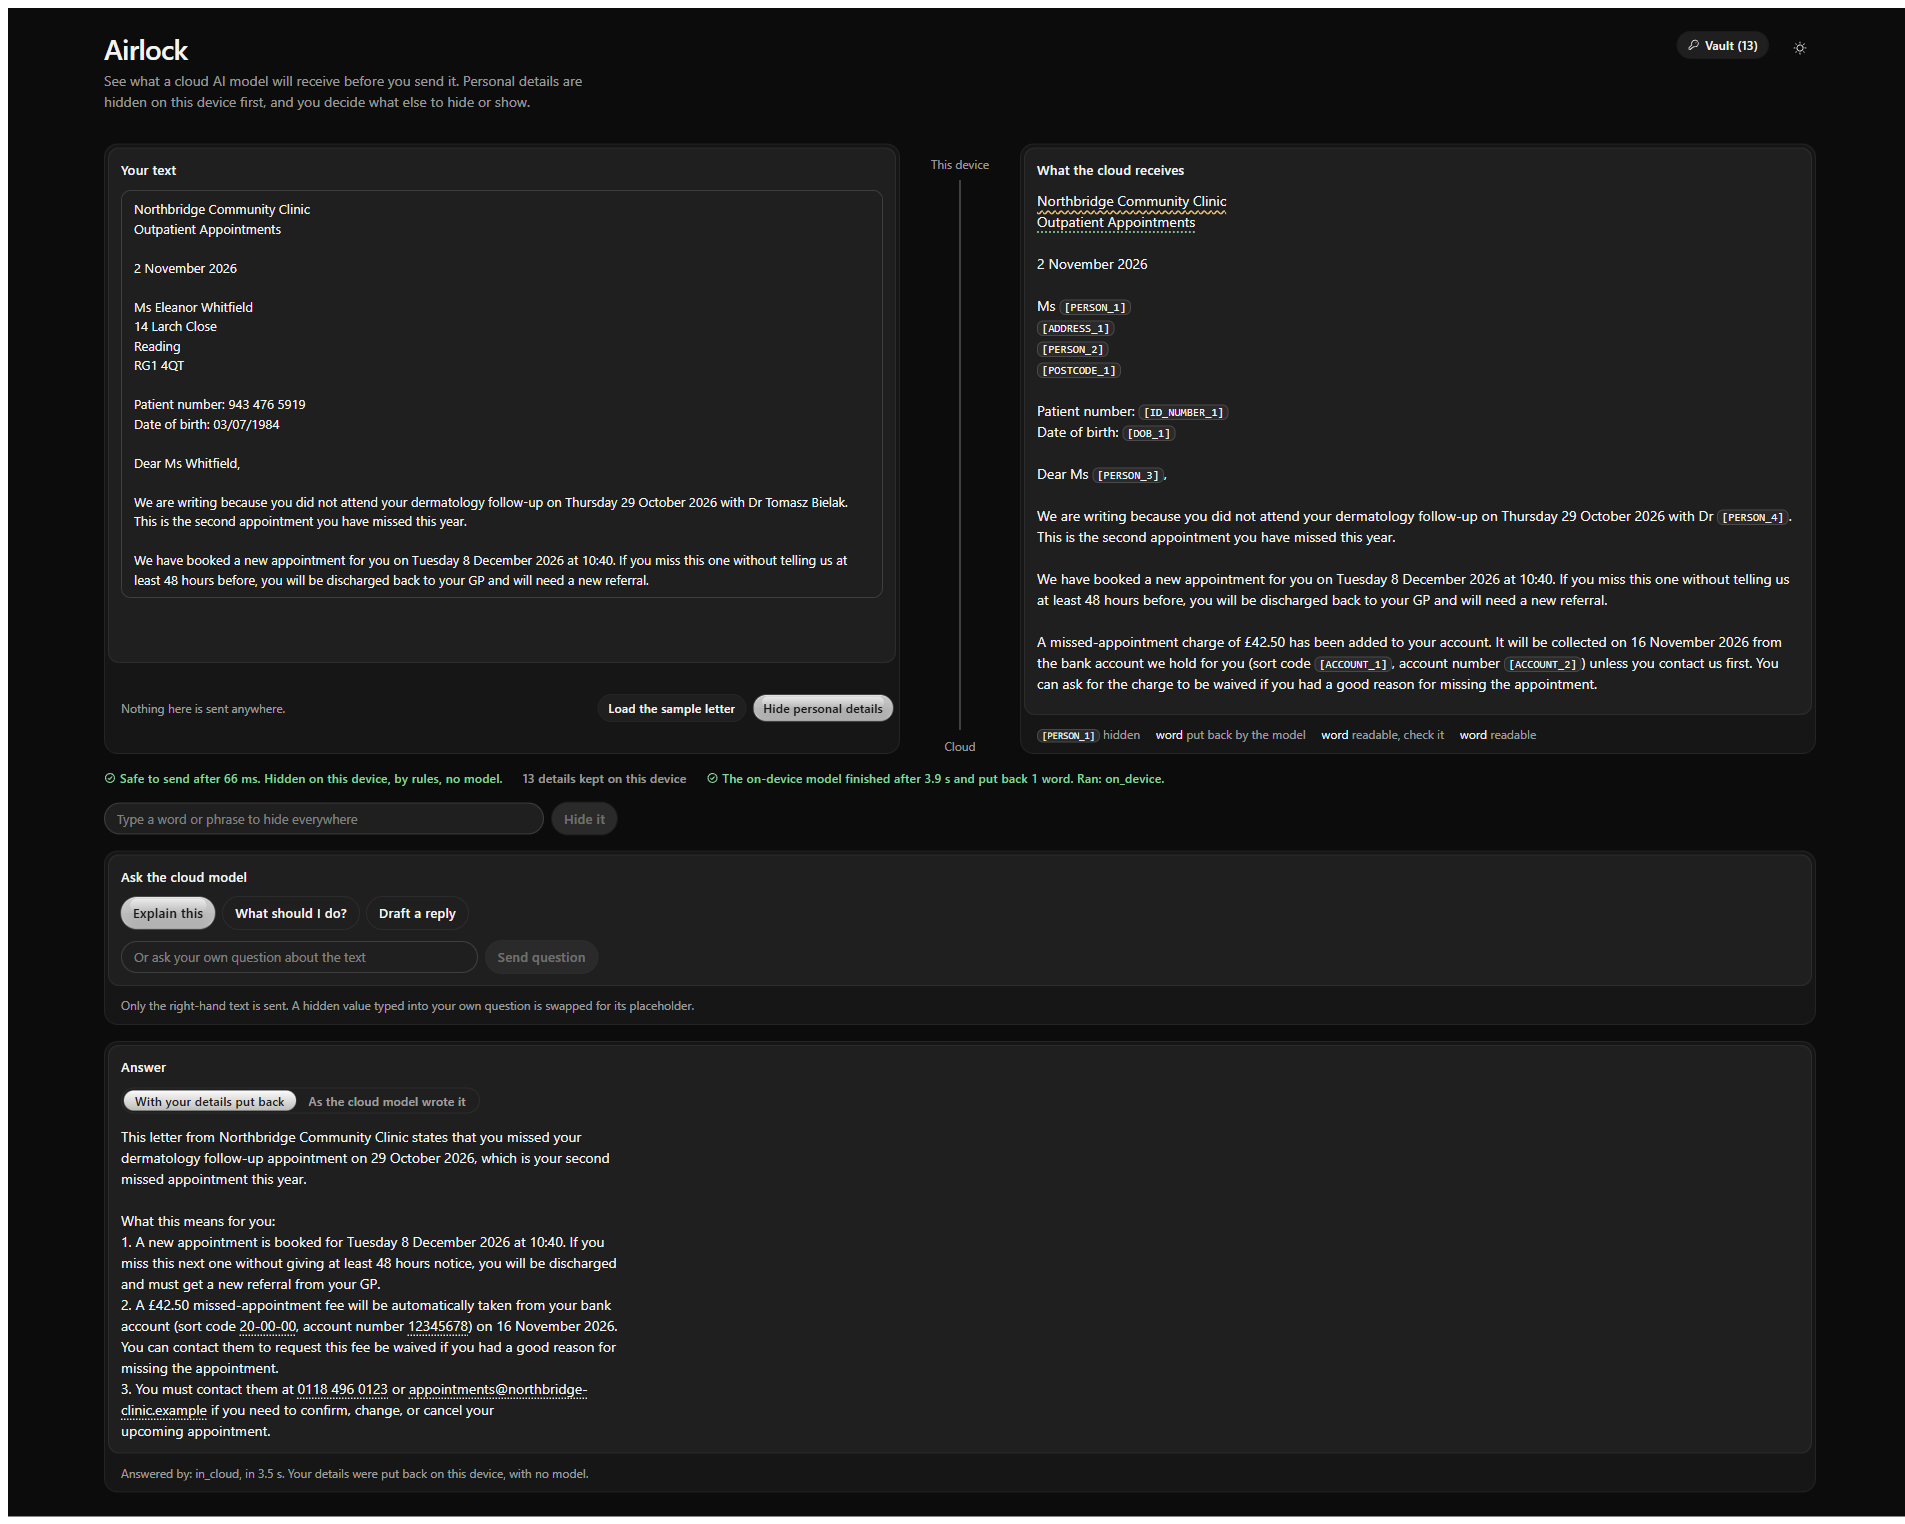 Airlock
Vault (13)
See what a cloud AI model will receive before you send it. Personal details are
hidden on this device first, and you decide what else to hide or show.
Your text
Northbridge Community Clinic
Outpatient Appointments
2 November 2026
Ms Eleanor Whitfield
14 Larch Close
Reading
RG1 4QT
Patient number: 943 476 5919
Date of birth: 03/07/1984
Dear Ms Whitfield,
We are writing because you did not attend your dermatology follow-up on Thursday 29 October 2026 with Dr Tomasz Bielak.
This is the second appointment you have missed this year.
We have booked a new appointment for you on Tuesday 8 December 2026 at 10:40. If you miss this one without telling us at
least 48 hours before, you will be discharged back to your GP and will need a new referral.
Nothing here is sent anywhere.
Load the sample letter
Hide personal details
This device
Cloud
What the cloud receives
Northbridge Community Clinic
Outpatient Appointments
2 November 2026
Ms [PERSON_1]
[ADDRESS_1]
[PERSON_2]
[POSTCODE_1]
Patient number: [ID_NUMBER_1]
Date of birth: [DOB_1]
Dear Ms [PERSON_3],
We are writing because you did not attend your dermatology follow-up on Thursday 29 October 2026 with Dr [PERSON_4].
This is the second appointment you have missed this year.
We have booked a new appointment for you on Tuesday 8 December 2026 at 10:40. If you miss this one without telling us
at least 48 hours before, you will be discharged back to your GP and will need a new referral.
A missed-appointment charge of £42.50 has been added to your account. It will be collected on 16 November 2026 from
the bank account we hold for you (sort code [ACCOUNT_1], account number [ACCOUNT_2]) unless you contact us first. You
can ask for the charge to be waived if you had a good reason for missing the appointment.
[PERSON_1] hidden word put back by the model word readable, check it word readable
Safe to send after 66 ms. Hidden on this device, by rules, no model. 13 details kept on this device The on-device model finished after 3.9 s and put back 1 word. Ran: on_device.
Type a word or phrase to hide everywhere
Hide it
Ask the cloud model
Explain this
What should I do?
Draft a reply
Or ask your own question about the text
Send question
Only the right-hand text is sent. A hidden value typed into your own question is swapped for its placeholder.
Answer
With your details put back
As the cloud model wrote it
This letter from Northbridge Community Clinic states that you missed your
dermatology follow-up appointment on 29 October 2026, which is your second
missed appointment this year.
What this means for you:
1. A new appointment is booked for Tuesday 8 December 2026 at 10:40. If you
miss this next one without giving at least 48 hours notice, you will be discharged
and must get a new referral from your GP.
2. A £42.50 missed-appointment fee will be automatically taken from your bank
account (sort code 20-00-00, account number 12345678) on 16 November 2026.
You can contact them to request this fee be waived if you had a good reason for
missing the appointment.
3. You must contact them at 0118 496 0123 or appointments@northbridge-
clinic.example if you need to confirm, change, or cancel your
upcoming appointment.
Answered by: in_cloud, in 3.5 s. Your details were put back on this device, with no model.